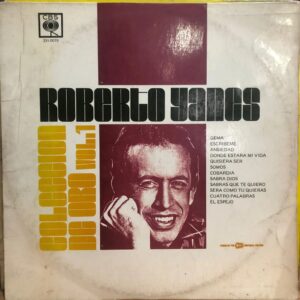 CBS
ROBERTO YANES
COLECCION
DE ORO VOL. 1
GEMA
ESCRIBEME
ANSIEDAD
DONDE ESTARA MI VIDA
QUISIERA SER
SOMOS
COBARDIA
SABRA DIOS
SABRAS QUE TE QUIERO
SERA COMO TU QUIERAS
CUATRO PALABRAS
EL ESPEJO